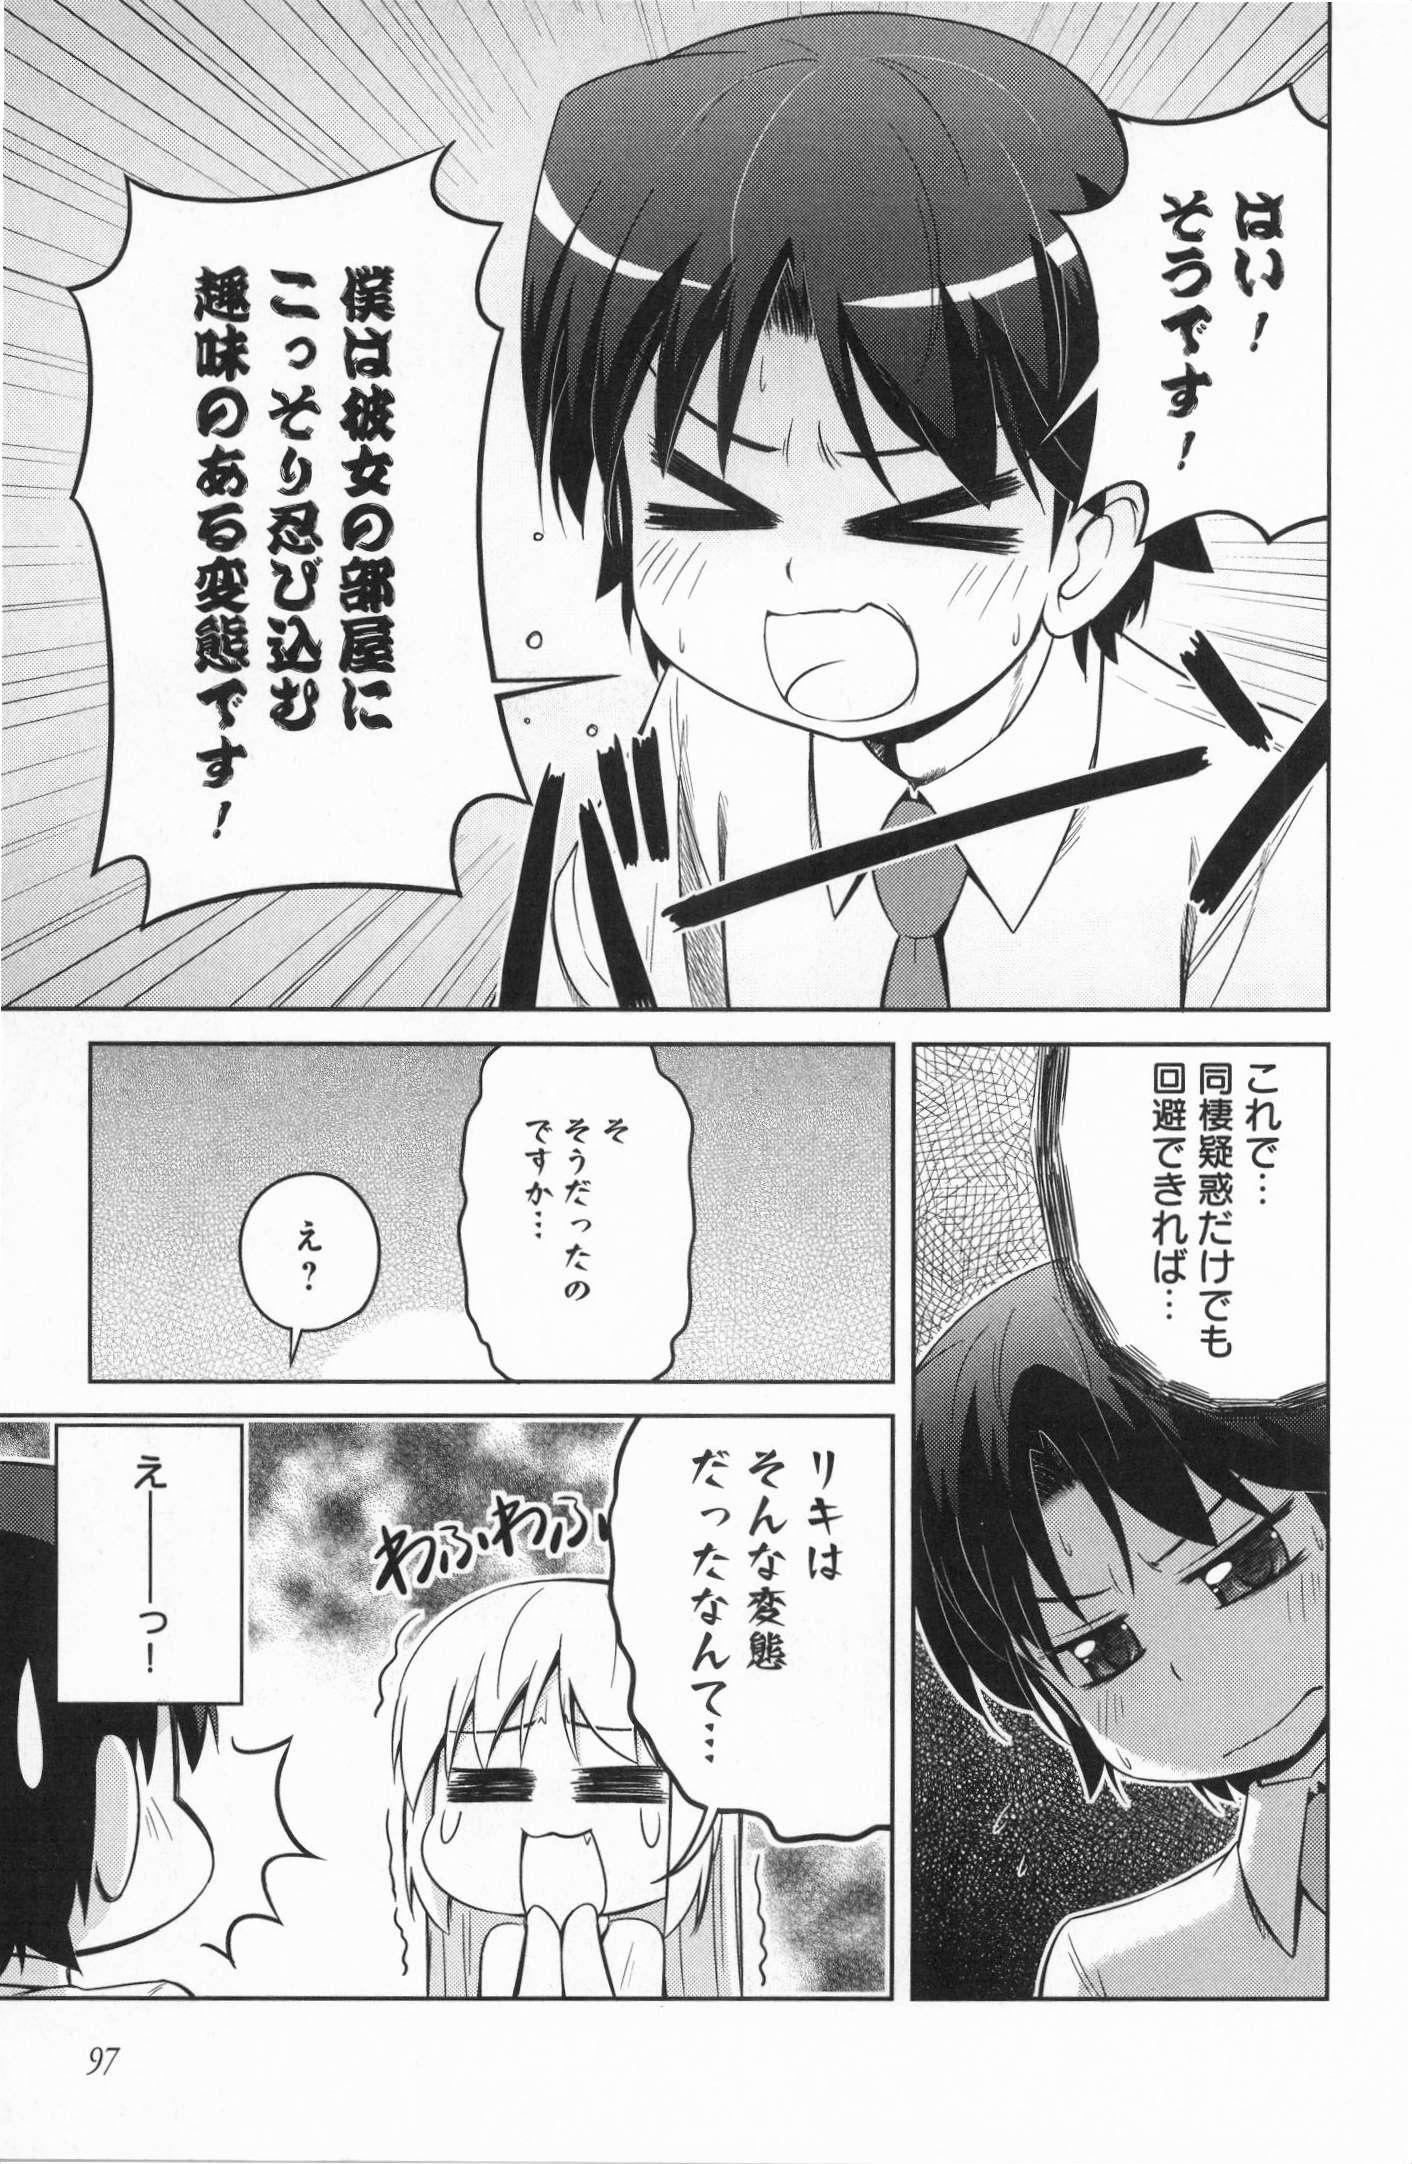 はい！
そうです！
僕は彼女の部屋に
こっそり忍び込む
趣味のある変態です！
これで…
同棲疑惑だけでも
回避できれば…
そ
そうだったの
ですか…
え？
リキは
そんな変態
だったなんて…
わふわふ
え――っ！
97